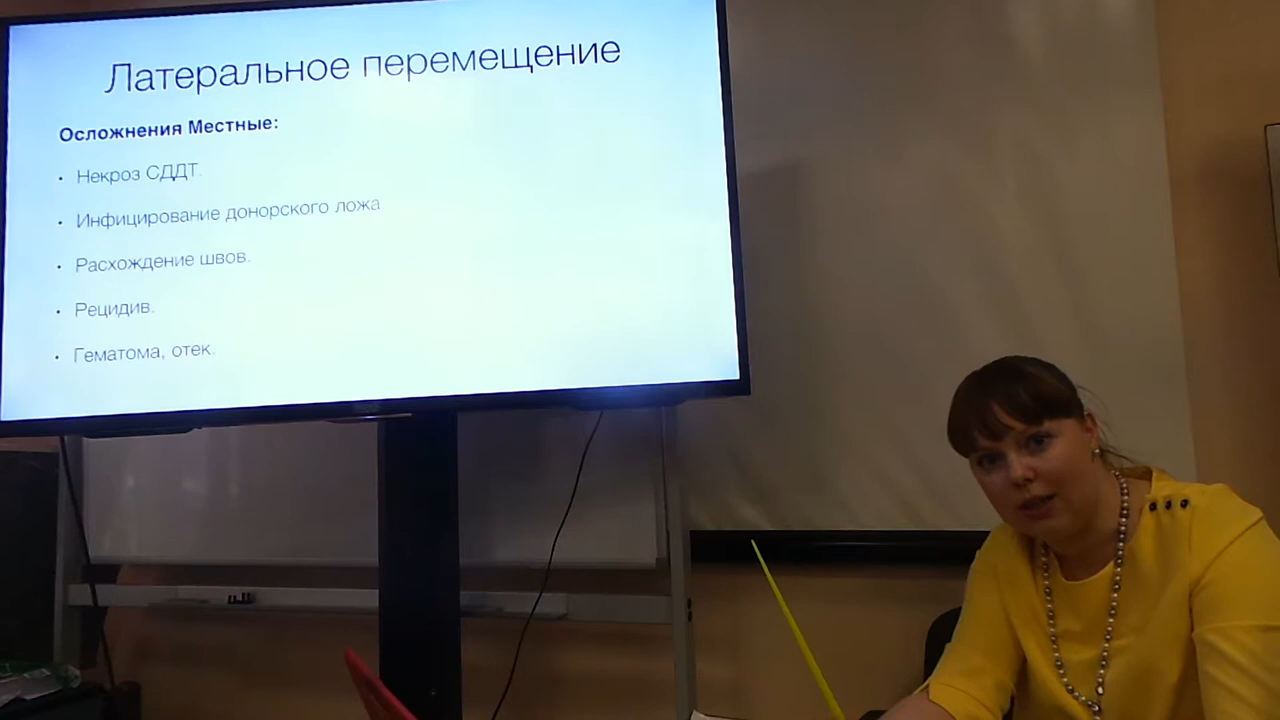 Латеральное перемещение
Осложнения Местные:
• Некроз СДДТ.
• Инфицирование донорского ложа
• Расхождение швов.
• Рецидив.
• Гематома, отек.